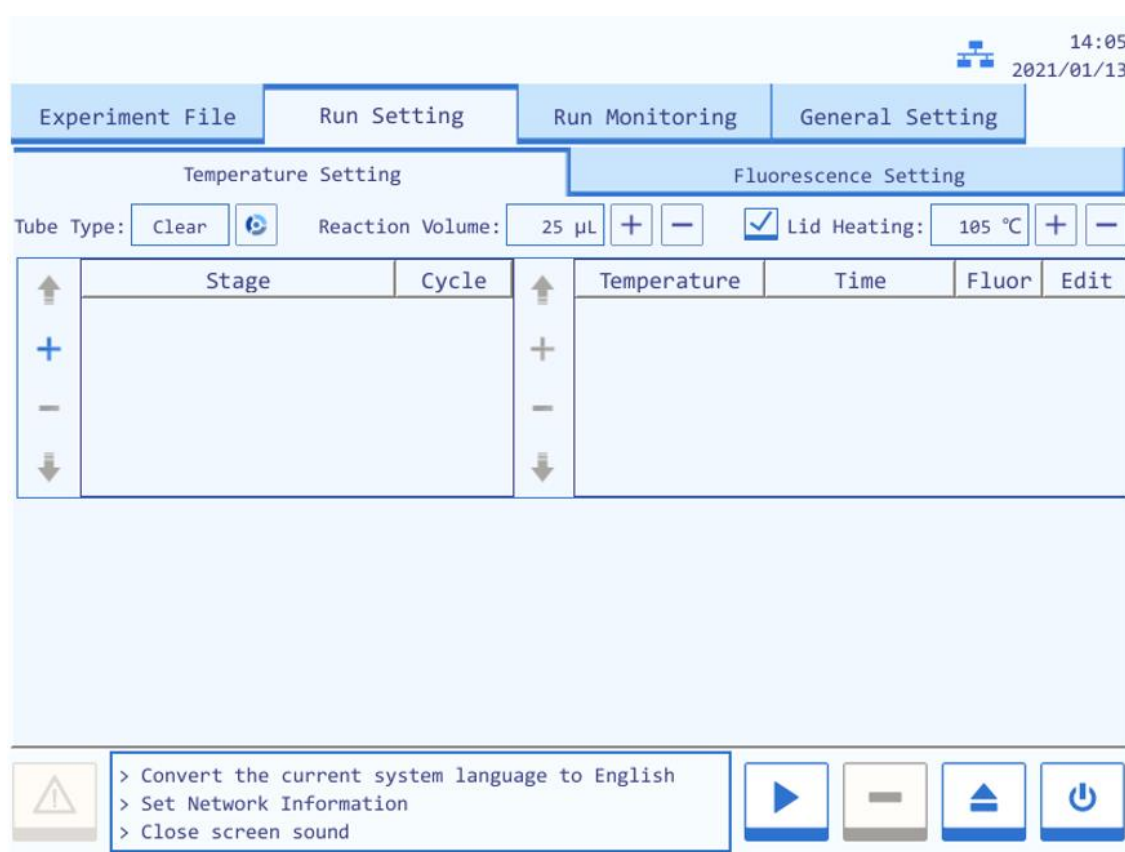 14:05
2021/01/13
Experiment File Run Setting Run Monitoring General Setting
Temperature Setting Fluorescence Setting
Tube Type: Clear Reaction Volume: 25 µL + − Lid Heating: 105 ℃ + −
Stage Cycle Temperature Time Fluor Edit
> Convert the current system language to English
> Set Network Information
> Close screen sound